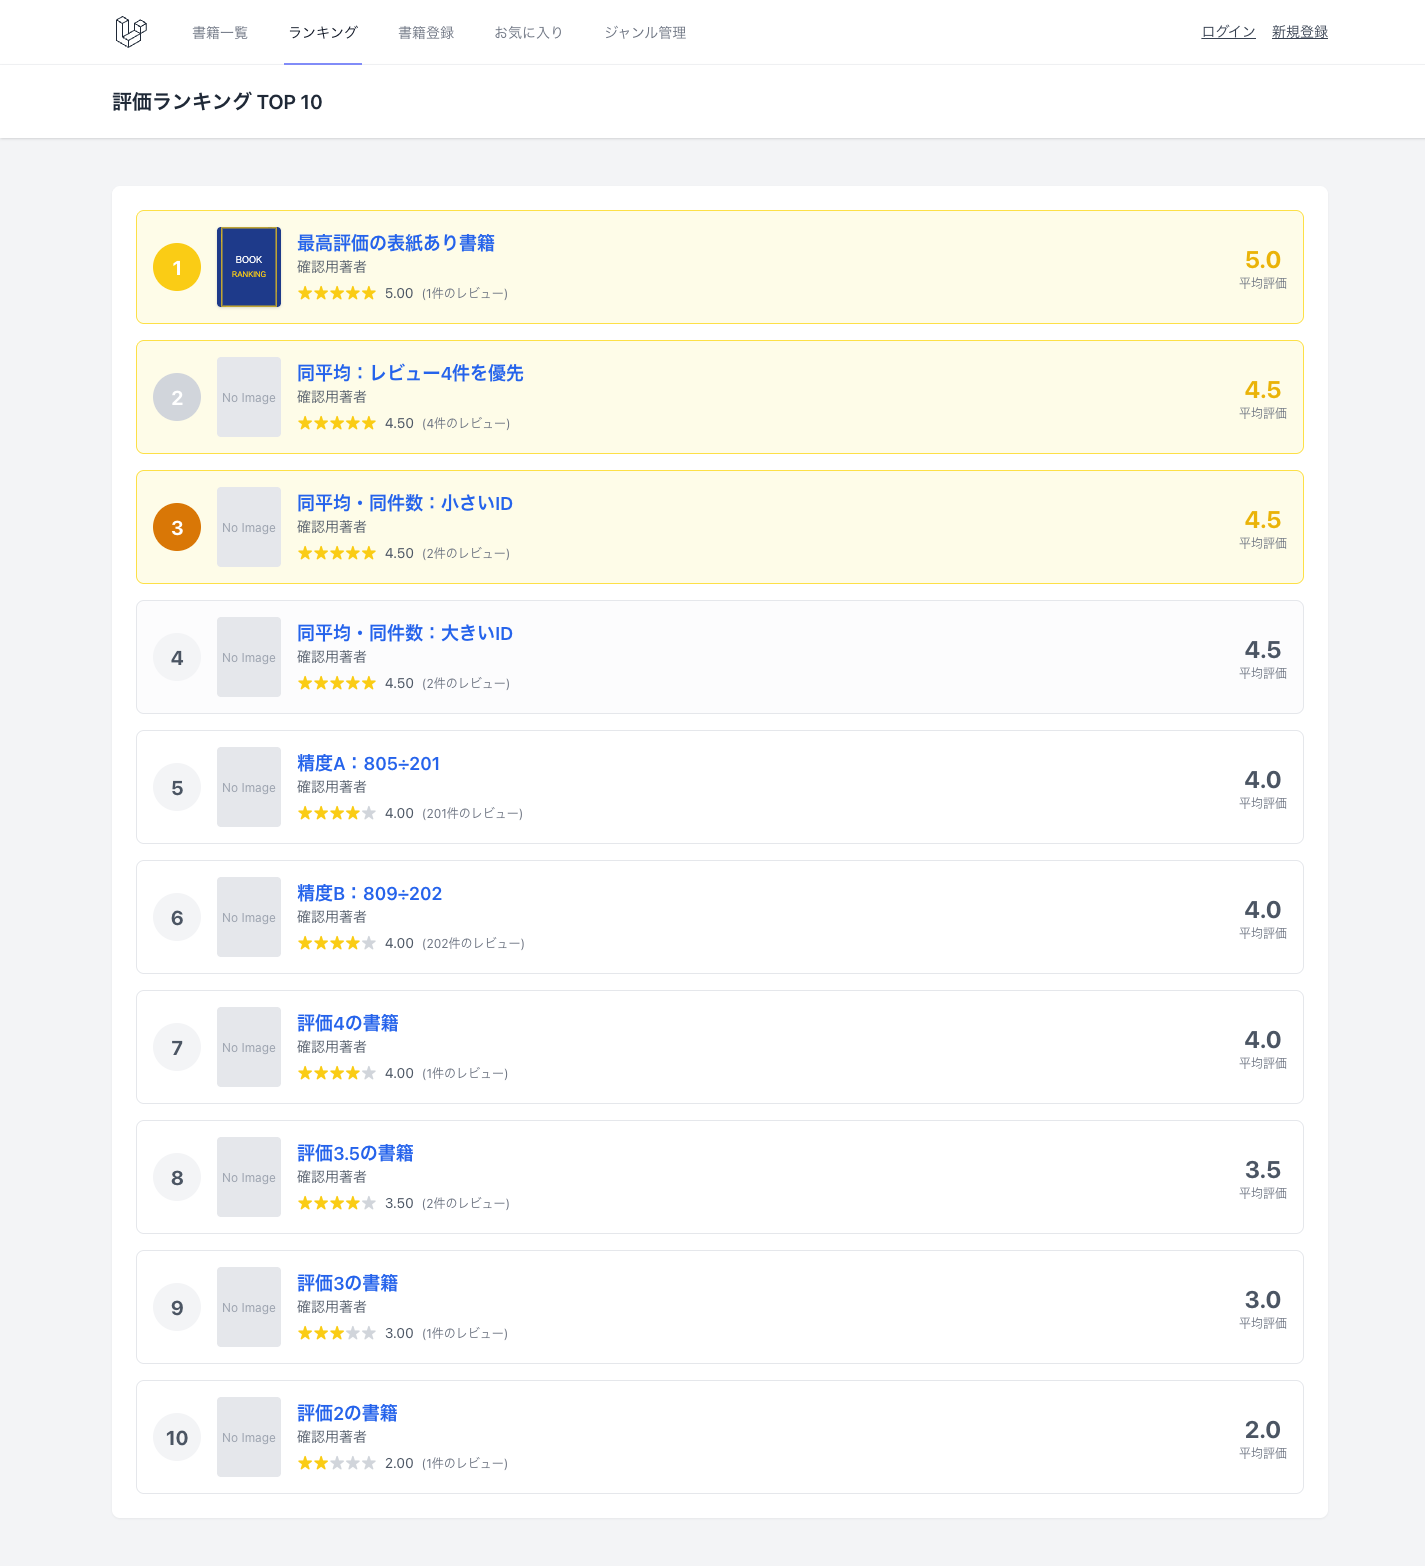 書籍一覧 ランキング 書籍登録 お気に入り ジャンル管理 ログイン 新規登録
評価ランキング TOP 10
1
BOOK
RANKING
最高評価の表紙あり書籍
確認用著者
★★★★★ 5.00 (1件のレビュー)
5.0
平均評価
2
No Image
同平均：レビュー4件を優先
確認用著者
★★★★★ 4.50 (4件のレビュー)
4.5
平均評価
3
No Image
同平均・同件数：小さいID
確認用著者
★★★★★ 4.50 (2件のレビュー)
4.5
平均評価
4
No Image
同平均・同件数：大きいID
確認用著者
★★★★★ 4.50 (2件のレビュー)
4.5
平均評価
5
No Image
精度A：805÷201
確認用著者
★★★★★ 4.00 (201件のレビュー)
4.0
平均評価
6
No Image
精度B：809÷202
確認用著者
★★★★★ 4.00 (202件のレビュー)
4.0
平均評価
7
No Image
評価4の書籍
確認用著者
★★★★★ 4.00 (1件のレビュー)
4.0
平均評価
8
No Image
評価3.5の書籍
確認用著者
★★★★★ 3.50 (2件のレビュー)
3.5
平均評価
9
No Image
評価3の書籍
確認用著者
★★★★★ 3.00 (1件のレビュー)
3.0
平均評価
10
No Image
評価2の書籍
確認用著者
★★★★★ 2.00 (1件のレビュー)
2.0
平均評価